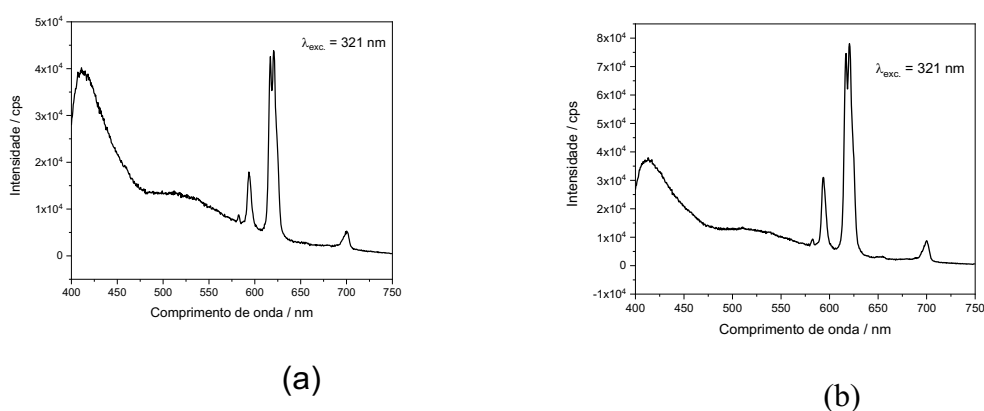 5x10⁴
4x10⁴
3x10⁴
2x10⁴
1x10⁴
0
Intensidade / cps
λexc. = 321 nm
400 450 500 550 600 650 700 750
Comprimento de onda / nm
(a)
8x10⁴
7x10⁴
6x10⁴
5x10⁴
4x10⁴
3x10⁴
2x10⁴
1x10⁴
0
-1x10⁴
Intensidade / cps
λexc. = 321 nm
400 450 500 550 600 650 700 750
Comprimento de onda / nm
(b)